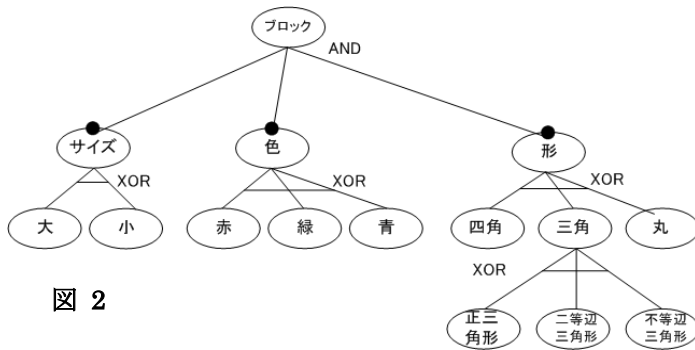 ブロック
AND
サイズ
色
形
XOR
XOR
XOR
大
小
赤
緑
青
四角
三角
丸
XOR
正三
角形
二等辺
三角形
不等辺
三角形
図 2